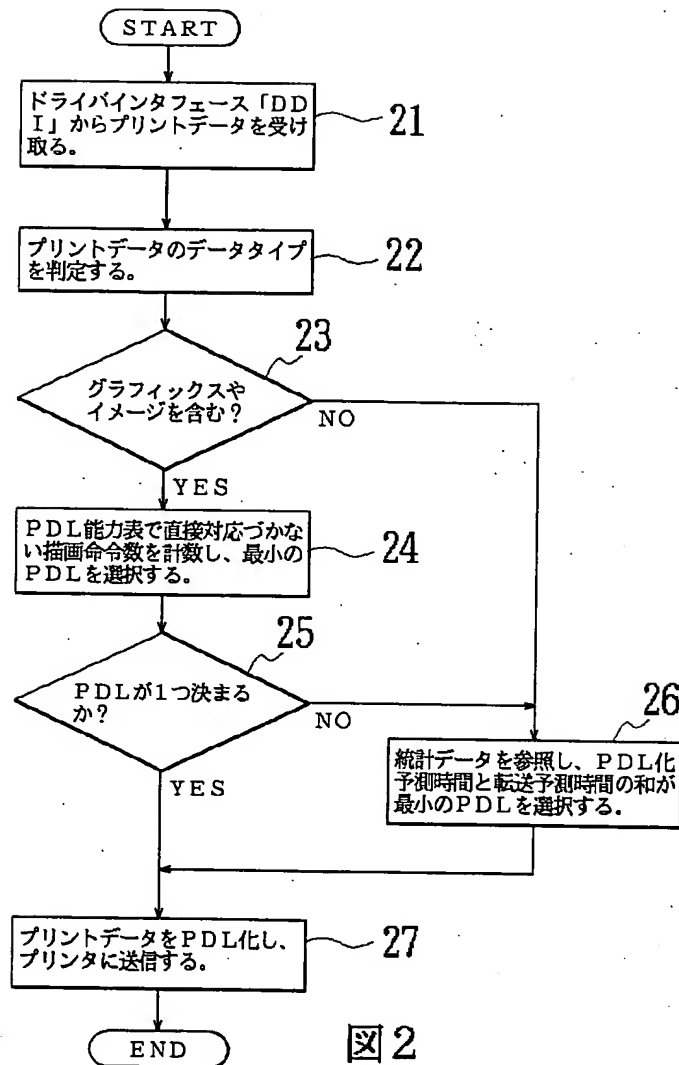 START
ドライバインタフェース「DD
I」からプリントデータを受け
取る。
21
プリントデータのデータタイプ
を判定する。
22
23
グラフィックスや
イメージを含む?
NO
YES
PDL能力表で直接対応づかな
い描画命令数を計数し、最小の
PDLを選択する。
24
25
PDLが1つ決まる
か?
NO
YES
26
統計データを参照し、PDL化
予測時間と転送予測時間の和が
最小のPDLを選択する。
プリントデータをPDL化し、
プリンタに送信する。
27
END
図2